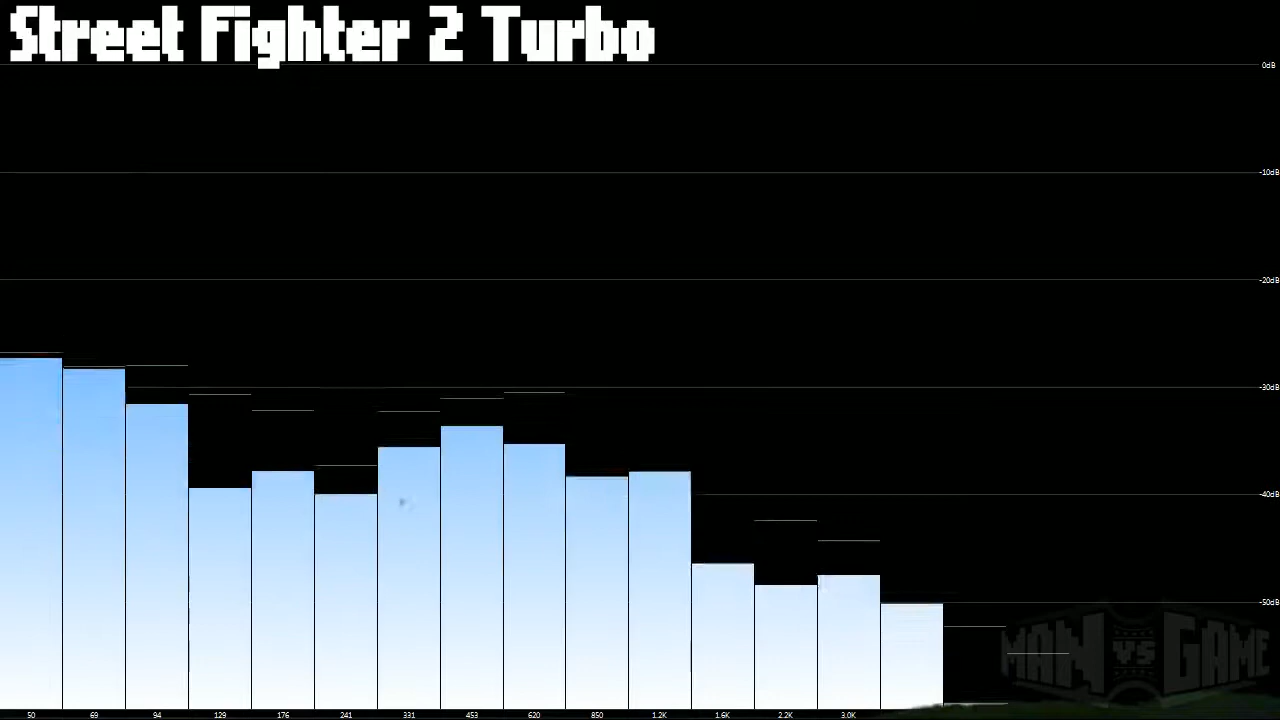 Street Fighter 2 Turbo
0dB
-10dB
-20dB
-30dB
-40dB
-50dB
MAN VS GAME
50 69 94 129 176 241 331 453 620 850 1.2K 1.6K 2.2K 3.0K